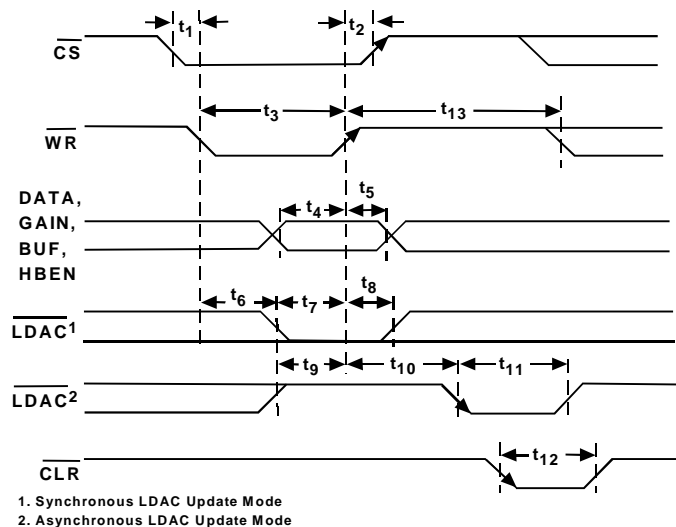 t1 t2
CS
t3 t13
WR
DATA,
GAIN,
BUF,
HBEN
t4 t5
t6 t7 t8
LDAC1
t9 t10 t11
LDAC2
t12
CLR
1. Synchronous LDAC Update Mode
2. Asynchronous LDAC Update Mode